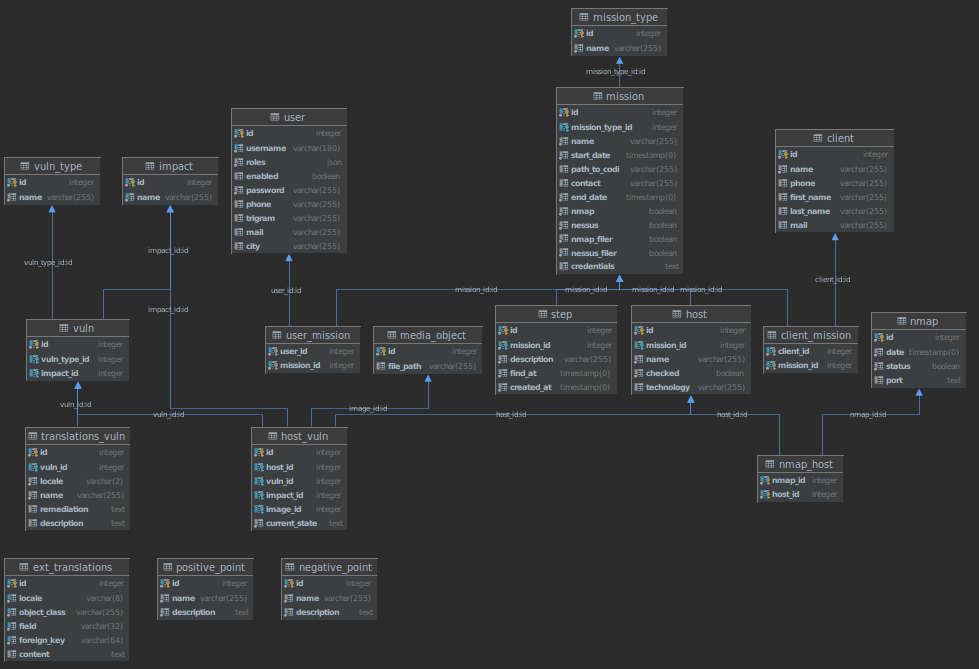 mission_type
id integer
name varchar(255)
mission_type_id:id
mission
id integer
mission_type_id integer
name varchar(255)
start_date timestamp(0)
path_to_codi varchar(255)
contact varchar(255)
end_date timestamp(0)
nmap boolean
nessus boolean
nmap_filer boolean
nessus_filer boolean
credentials text
user
id integer
username varchar(180)
roles json
enabled boolean
password varchar(255)
phone varchar(255)
trigram varchar(255)
mail varchar(255)
city varchar(255)
client
id integer
name varchar(255)
phone varchar(255)
first_name varchar(255)
last_name varchar(255)
mail varchar(255)
vuln_type
id integer
name varchar(255)
impact
id integer
name varchar(255)
vuln_type_id:id
impact_id:id
impact_id:id
user_id:id
mission_id:id
mission_id:id
mission_id:id
mission_id:id
client_id:id
vuln
id integer
vuln_type_id integer
impact_id integer
user_mission
user_id integer
mission_id integer
media_object
id integer
file_path varchar(255)
step
id integer
mission_id integer
description varchar(255)
find_at timestamp(0)
created_at timestamp(0)
host
id integer
mission_id integer
name varchar(255)
checked boolean
technology varchar(255)
client_mission
client_id integer
mission_id integer
nmap
id integer
date timestamp(0)
status boolean
port text
vuln_id:id
vuln_id:id
image_id:id
host_id:id
host_id:id
nmap_id:id
translations_vuln
id integer
vuln_id integer
locale varchar(2)
name varchar(255)
remediation text
description text
host_vuln
id integer
host_id integer
vuln_id integer
impact_id integer
image_id integer
current_state text
nmap_host
nmap_id integer
host_id integer
ext_translations
id integer
locale varchar(8)
object_class varchar(255)
field varchar(32)
foreign_key varchar(64)
content text
positive_point
id integer
name varchar(255)
description text
negative_point
id integer
name varchar(255)
description text